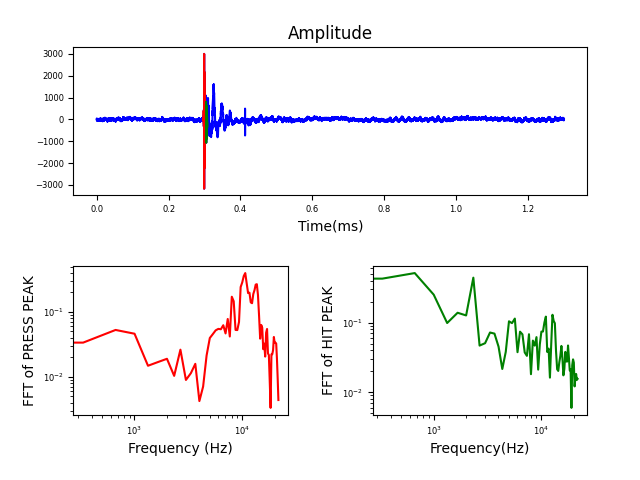 Amplitude
3000
2000
1000
0
−1000
−2000
−3000
0.0 0.2 0.4 0.6 0.8 1.0 1.2
Time(ms)
FFT of PRESS PEAK
10⁻¹
10⁻²
10³ 10⁴
Frequency (Hz)
FFT of HIT PEAK
10⁻¹
10⁻²
10³ 10⁴
Frequency(Hz)